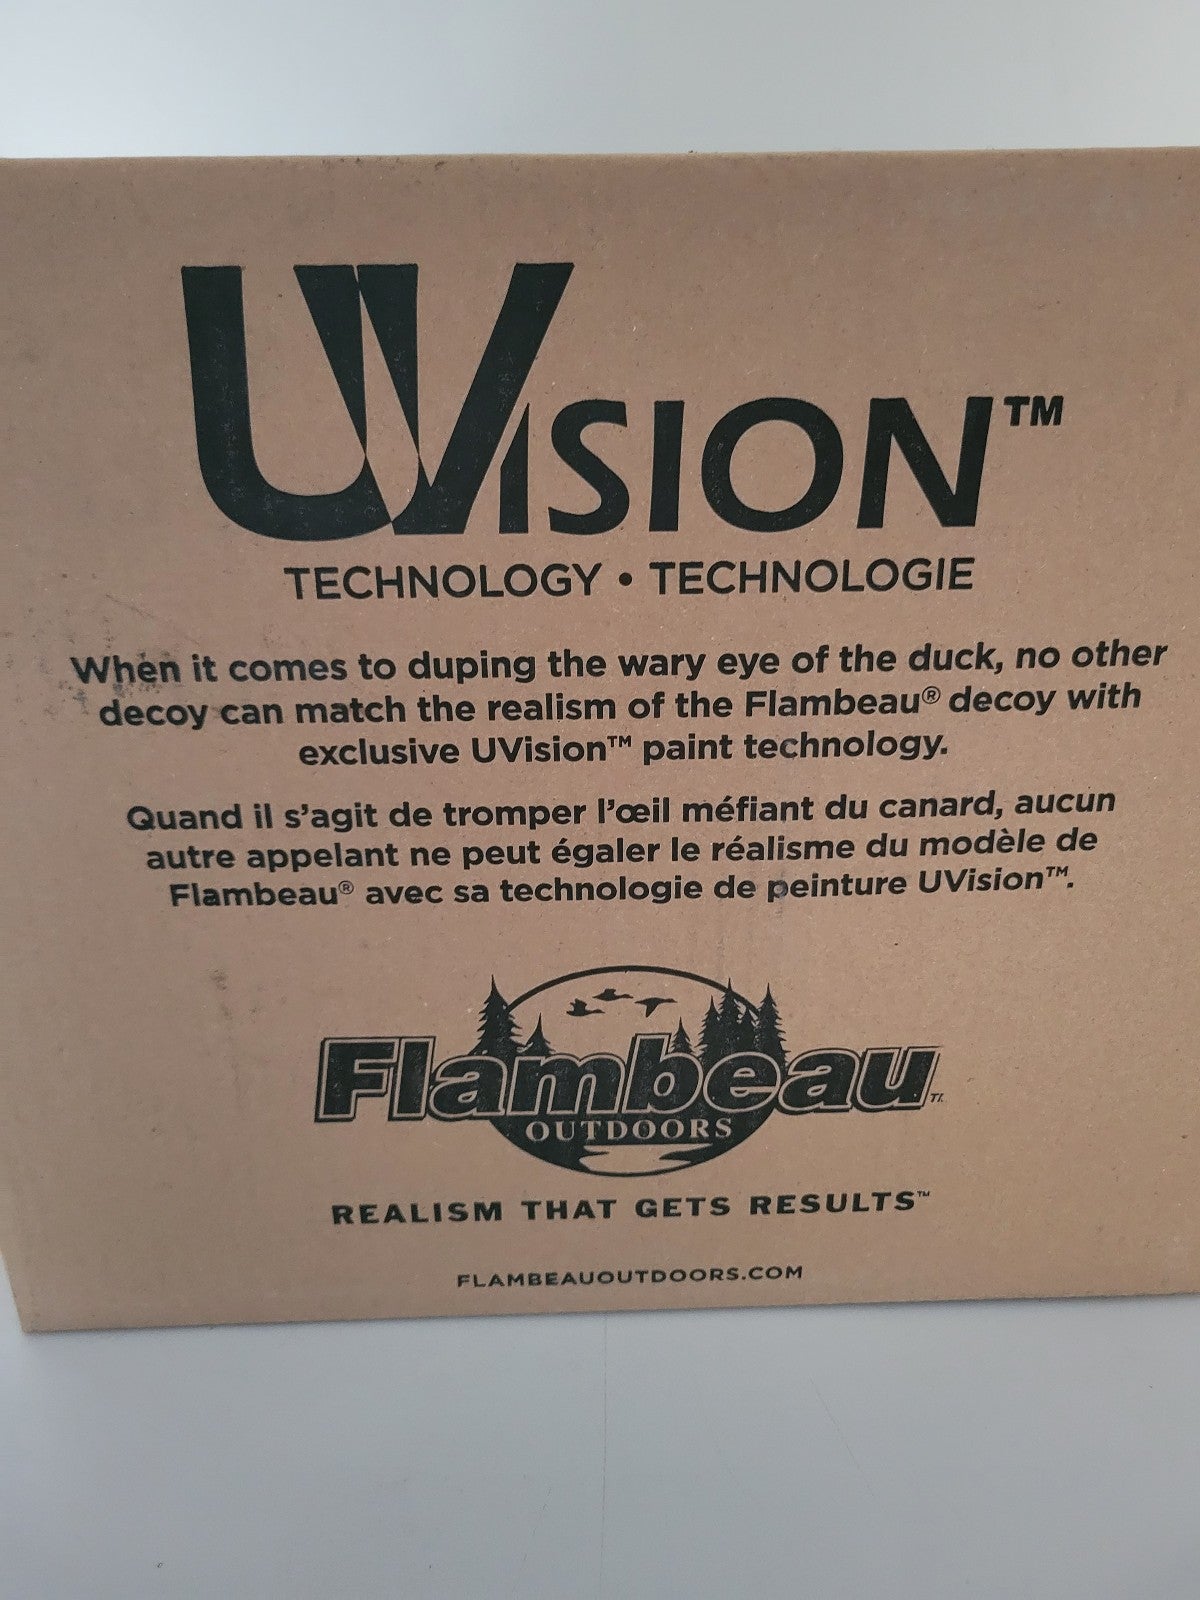 UVISION™
TECHNOLOGY • TECHNOLOGIE
When it comes to duping the wary eye of the duck, no other
decoy can match the realism of the Flambeau® decoy with
exclusive UVision™ paint technology.
Quand il s'agit de tromper l'œil méfiant du canard, aucun
autre appelant ne peut égaler le réalisme du modèle de
Flambeau® avec sa technologie de peinture UVision™.
Flambeau™
OUTDOORS
REALISM THAT GETS RESULTS™
FLAMBEAUOUTDOORS.COM